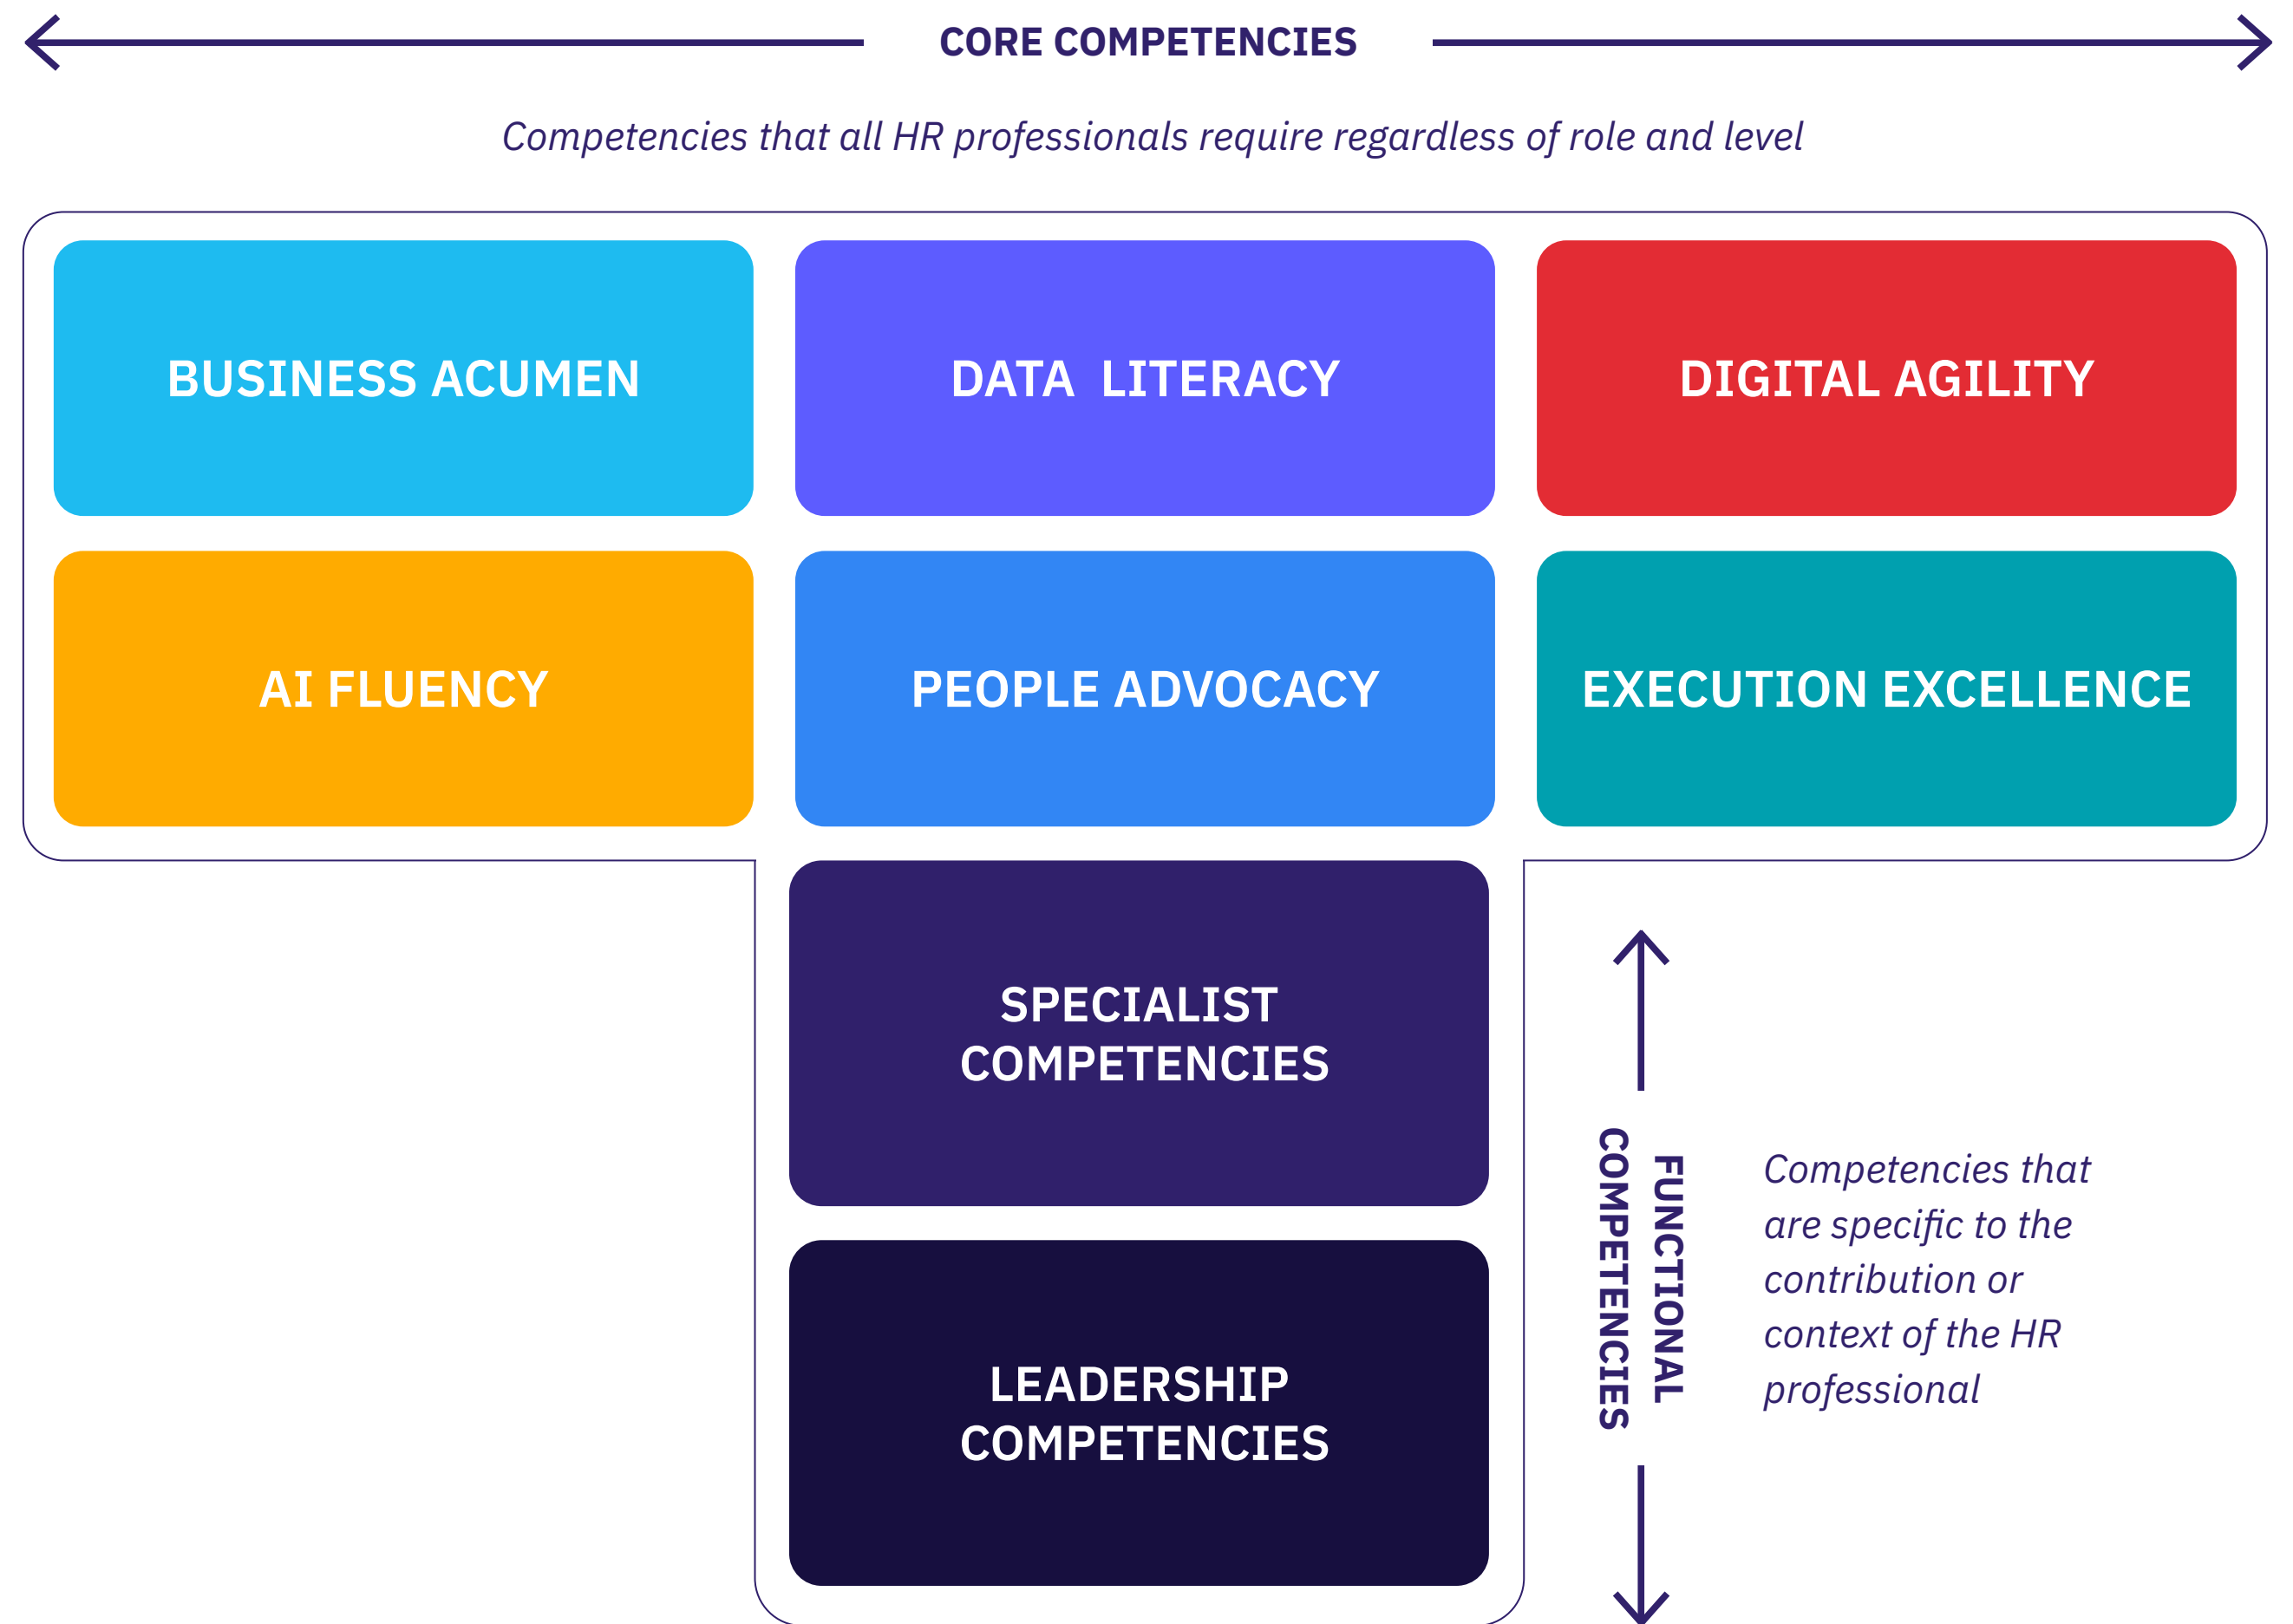 CORE COMPETENCIES
Competencies that all HR professionals require regardless of role and level
BUSINESS ACUMEN
DATA LITERACY
DIGITAL AGILITY
AI FLUENCY
PEOPLE ADVOCACY
EXECUTION EXCELLENCE
SPECIALIST
COMPETENCIES
LEADERSHIP
COMPETENCIES
FUNCTIONAL
COMPETENCIES
Competencies that
are specific to the
contribution or
context of the HR
professional